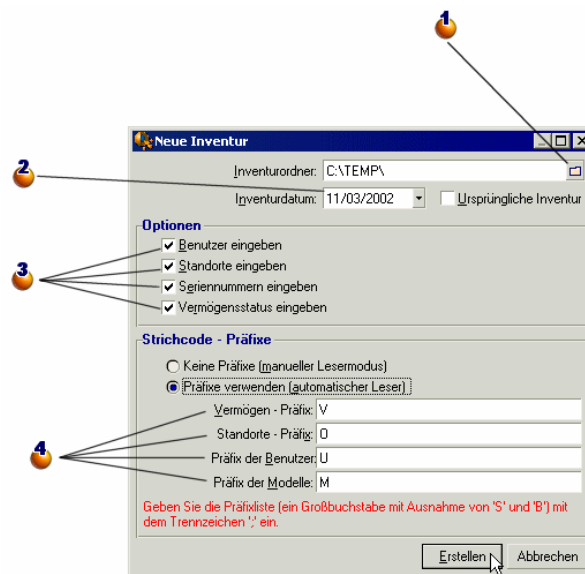 1
Neue Inventur
Inventurordner: C:\TEMP\
2
Inventurdatum: 11/03/2002 Ursprüngliche Inventur
Optionen
Benutzer eingeben
Standorte eingeben
3
Seriennummern eingeben
Vermögensstatus eingeben
Strichcode - Präfixe
Keine Präfixe (manueller Lesermodus)
Präfixe verwenden (automatischer Leser)
Vermögen - Präfix: V
Standorte - Präfix: O
4
Präfix der Benutzer: U
Präfix der Modelle: M
Geben Sie die Präfixliste (ein Großbuchstabe mit Ausnahme von 'S' und 'B') mit
dem Trennzeichen ';' ein.
Erstellen Abbrechen